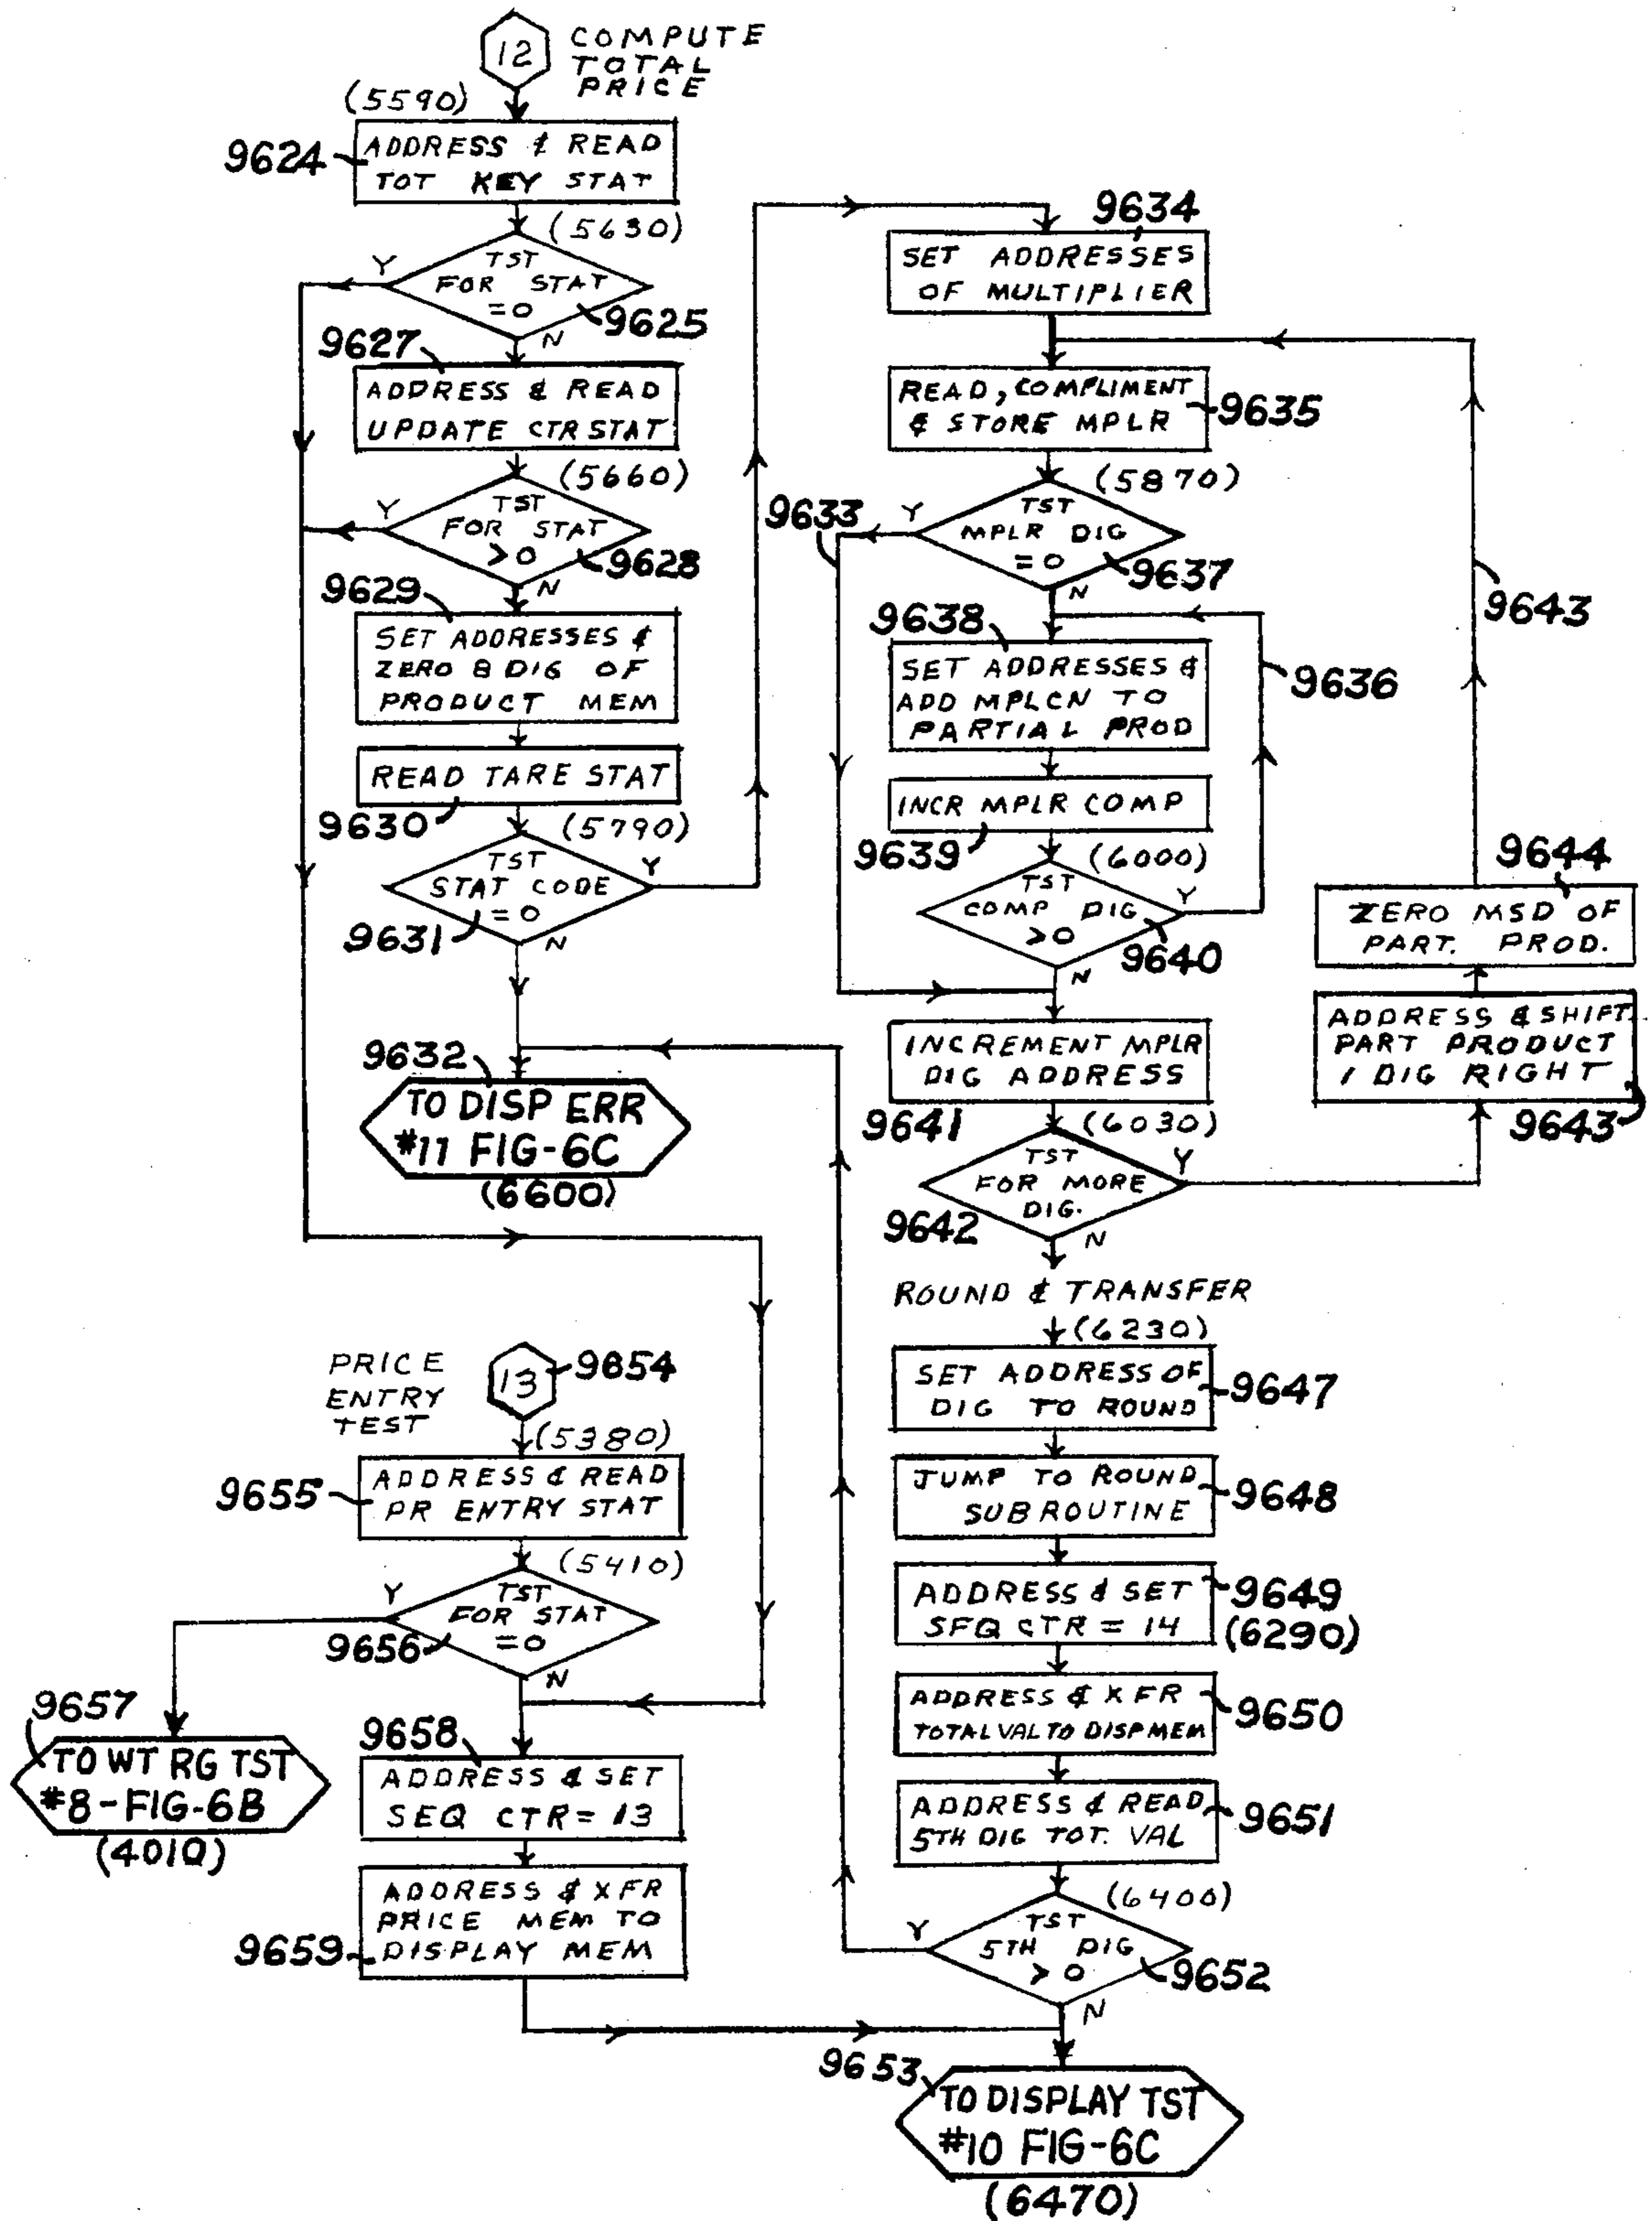 12
COMPUTE
TOTAL
PRICE
(5590)
9624
ADDRESS & READ
TOT KEY STAT
(5630)
Y
TST
FOR STAT
=0
9625
N
9627
ADDRESS & READ
UPDATE CTR STAT
(5660)
Y
TST
FOR STAT
>0
9628
N
9629
SET ADDRESSES &
ZERO 8 DIG OF
PRODUCT MEM
READ TARE STAT
9630
(5790)
TST
STAT CODE
=0
Y
9631
N
9632
TO DISP ERR
#11 FIG-6C
(6600)
PRICE
ENTRY
TEST
13
9654
(5380)
9655
ADDRESS & READ
PR ENTRY STAT
(5410)
Y
TST
FOR STAT
=0
9656
N
9657
TO WT RG TST
#8-FIG-6B
(4010)
9658
ADDRESS & SET
SEQ CTR = 13
ADDRESS & XFR
PRICE MEM TO
DISPLAY MEM
9659
9634
SET ADDRESSES
OF MULTIPLIER
READ, COMPLIMENT
& STORE MPLR
9635
(5870)
9633
Y
TST
MPLR DIG
=0
9637
N
9638
SET ADDRESSES &
ADD MPLCN TO
PARTIAL PROD
9636
INCR MPLR COMP
9639
(6000)
TST
COMP DIG
>0
Y
9640
N
INCREMENT MPLR
DIG ADDRESS
9641
(6030)
TST
FOR MORE
DIG.
Y
9642
N
9643
9644
ZERO MSD OF
PART. PROD.
ADDRESS & SHIFT
PART PRODUCT
1 DIG RIGHT
9643
ROUND & TRANSFER
(6230)
SET ADDRESS OF
DIG TO ROUND
9647
JUMP TO ROUND
SUBROUTINE
9648
ADDRESS & SET
SEQ CTR = 14
9649
(6290)
ADDRESS & XFR
TOTAL VAL TO DISP MEM
9650
ADDRESS & READ
5TH DIG TOT. VAL
9651
(6400)
Y
TST
5TH DIG
>0
9652
N
9653
TO DISPLAY TST
#10 FIG-6C
(6470)